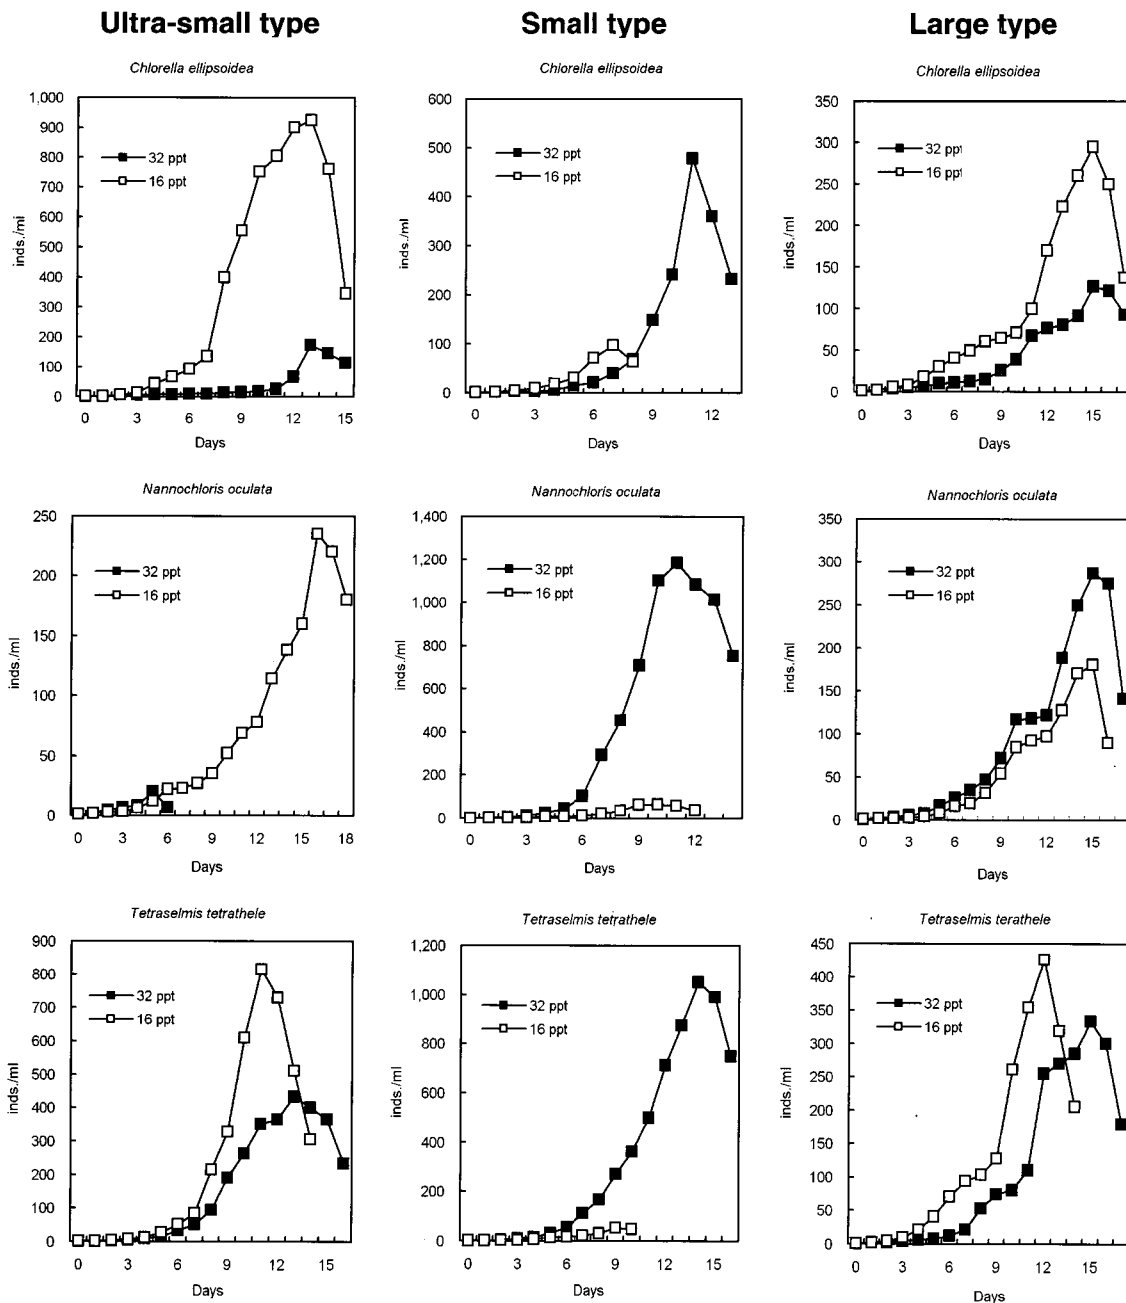 Ultra-small type
Small type
Large type
Chlorella ellipsoidea
1,000
900
800
700
600
500
400
300
200
100
0
inds./ml
32 ppt
16 ppt
0 3 6 9 12 15
Days
Chlorella ellipsoidea
600
500
400
300
200
100
0
inds./ml
32 ppt
16 ppt
0 3 6 9 12
Days
Chlorella ellipsoidea
350
300
250
200
150
100
50
0
inds./ml
32 ppt
16 ppt
0 3 6 9 12 15
Days
Nannochloris oculata
250
200
150
100
50
0
inds./ml
32 ppt
16 ppt
0 3 6 9 12 15 18
Days
Nannochloris oculata
1,400
1,200
1,000
800
600
400
200
0
inds./ml
32 ppt
16 ppt
0 3 6 9 12
Days
Nannochloris oculata
350
300
250
200
150
100
50
0
inds./ml
32 ppt
16 ppt
0 3 6 9 12 15
Days
Tetraselmis tetrathele
900
800
700
600
500
400
300
200
100
0
inds./ml
32 ppt
16 ppt
0 3 6 9 12 15
Days
Tetraselmis tetrathele
1,200
1,000
800
600
400
200
0
inds./ml
32 ppt
16 ppt
0 3 6 9 12 15
Days
Tetraselmis terathele
450
400
350
300
250
200
150
100
50
0
inds./ml
32 ppt
16 ppt
0 3 6 9 12 15
Days